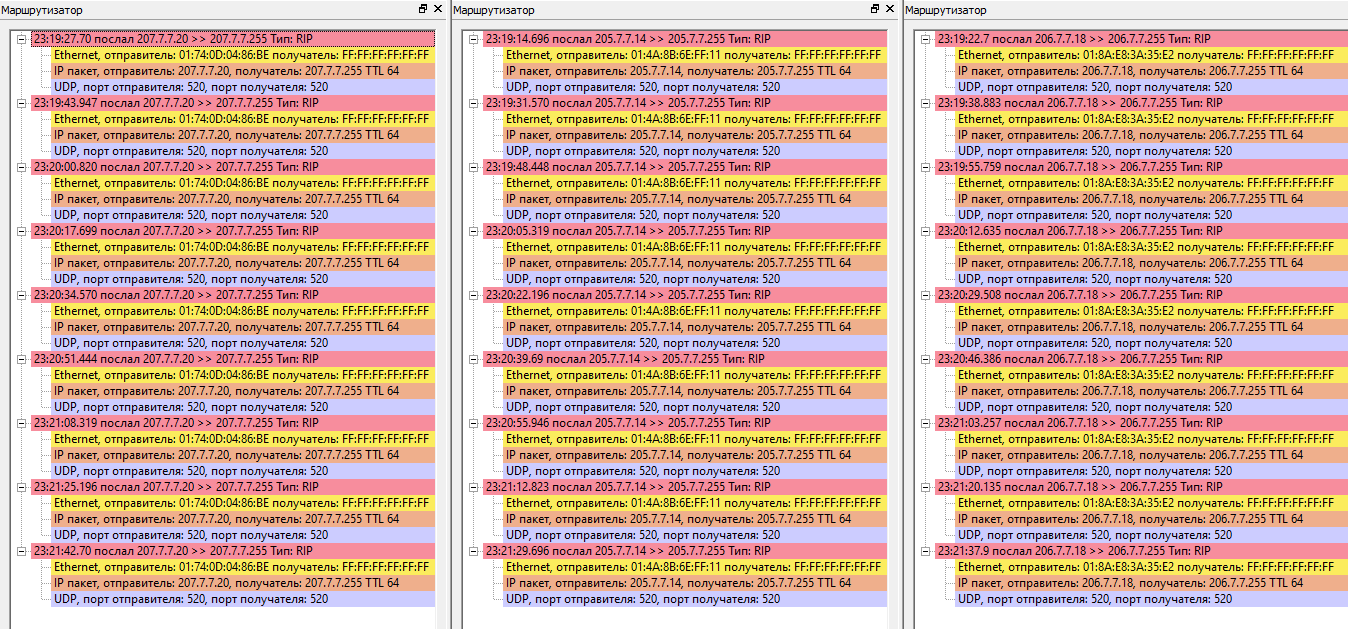 Маршрутизатор
23:19:27.70 послал 207.7.7.20 >> 207.7.7.255 Тип: RIP
Ethernet, отправитель: 01:74:0D:04:86:BE получатель: FF:FF:FF:FF:FF:FF
IP пакет, отправитель: 207.7.7.20, получатель: 207.7.7.255 TTL 64
UDP, порт отправителя: 520, порт получателя: 520
23:19:43.947 послал 207.7.7.20 >> 207.7.7.255 Тип: RIP
Ethernet, отправитель: 01:74:0D:04:86:BE получатель: FF:FF:FF:FF:FF:FF
IP пакет, отправитель: 207.7.7.20, получатель: 207.7.7.255 TTL 64
UDP, порт отправителя: 520, порт получателя: 520
23:20:00.820 послал 207.7.7.20 >> 207.7.7.255 Тип: RIP
Ethernet, отправитель: 01:74:0D:04:86:BE получатель: FF:FF:FF:FF:FF:FF
IP пакет, отправитель: 207.7.7.20, получатель: 207.7.7.255 TTL 64
UDP, порт отправителя: 520, порт получателя: 520
23:20:17.699 послал 207.7.7.20 >> 207.7.7.255 Тип: RIP
Ethernet, отправитель: 01:74:0D:04:86:BE получатель: FF:FF:FF:FF:FF:FF
IP пакет, отправитель: 207.7.7.20, получатель: 207.7.7.255 TTL 64
UDP, порт отправителя: 520, порт получателя: 520
23:20:34.570 послал 207.7.7.20 >> 207.7.7.255 Тип: RIP
Ethernet, отправитель: 01:74:0D:04:86:BE получатель: FF:FF:FF:FF:FF:FF
IP пакет, отправитель: 207.7.7.20, получатель: 207.7.7.255 TTL 64
UDP, порт отправителя: 520, порт получателя: 520
23:20:51.444 послал 207.7.7.20 >> 207.7.7.255 Тип: RIP
Ethernet, отправитель: 01:74:0D:04:86:BE получатель: FF:FF:FF:FF:FF:FF
IP пакет, отправитель: 207.7.7.20, получатель: 207.7.7.255 TTL 64
UDP, порт отправителя: 520, порт получателя: 520
23:21:08.319 послал 207.7.7.20 >> 207.7.7.255 Тип: RIP
Ethernet, отправитель: 01:74:0D:04:86:BE получатель: FF:FF:FF:FF:FF:FF
IP пакет, отправитель: 207.7.7.20, получатель: 207.7.7.255 TTL 64
UDP, порт отправителя: 520, порт получателя: 520
23:21:25.196 послал 207.7.7.20 >> 207.7.7.255 Тип: RIP
Ethernet, отправитель: 01:74:0D:04:86:BE получатель: FF:FF:FF:FF:FF:FF
IP пакет, отправитель: 207.7.7.20, получатель: 207.7.7.255 TTL 64
UDP, порт отправителя: 520, порт получателя: 520
23:21:42.70 послал 207.7.7.20 >> 207.7.7.255 Тип: RIP
Ethernet, отправитель: 01:74:0D:04:86:BE получатель: FF:FF:FF:FF:FF:FF
IP пакет, отправитель: 207.7.7.20, получатель: 207.7.7.255 TTL 64
UDP, порт отправителя: 520, порт получателя: 520
Маршрутизатор
23:19:14.696 послал 205.7.7.14 >> 205.7.7.255 Тип: RIP
Ethernet, отправитель: 01:4A:8B:6E:FF:11 получатель: FF:FF:FF:FF:FF:FF
IP пакет, отправитель: 205.7.7.14, получатель: 205.7.7.255 TTL 64
UDP, порт отправителя: 520, порт получателя: 520
23:19:31.570 послал 205.7.7.14 >> 205.7.7.255 Тип: RIP
Ethernet, отправитель: 01:4A:8B:6E:FF:11 получатель: FF:FF:FF:FF:FF:FF
IP пакет, отправитель: 205.7.7.14, получатель: 205.7.7.255 TTL 64
UDP, порт отправителя: 520, порт получателя: 520
23:19:48.448 послал 205.7.7.14 >> 205.7.7.255 Тип: RIP
Ethernet, отправитель: 01:4A:8B:6E:FF:11 получатель: FF:FF:FF:FF:FF:FF
IP пакет, отправитель: 205.7.7.14, получатель: 205.7.7.255 TTL 64
UDP, порт отправителя: 520, порт получателя: 520
23:20:05.319 послал 205.7.7.14 >> 205.7.7.255 Тип: RIP
Ethernet, отправитель: 01:4A:8B:6E:FF:11 получатель: FF:FF:FF:FF:FF:FF
IP пакет, отправитель: 205.7.7.14, получатель: 205.7.7.255 TTL 64
UDP, порт отправителя: 520, порт получателя: 520
23:20:22.196 послал 205.7.7.14 >> 205.7.7.255 Тип: RIP
Ethernet, отправитель: 01:4A:8B:6E:FF:11 получатель: FF:FF:FF:FF:FF:FF
IP пакет, отправитель: 205.7.7.14, получатель: 205.7.7.255 TTL 64
UDP, порт отправителя: 520, порт получателя: 520
23:20:39.69 послал 205.7.7.14 >> 205.7.7.255 Тип: RIP
Ethernet, отправитель: 01:4A:8B:6E:FF:11 получатель: FF:FF:FF:FF:FF:FF
IP пакет, отправитель: 205.7.7.14, получатель: 205.7.7.255 TTL 64
UDP, порт отправителя: 520, порт получателя: 520
23:20:55.946 послал 205.7.7.14 >> 205.7.7.255 Тип: RIP
Ethernet, отправитель: 01:4A:8B:6E:FF:11 получатель: FF:FF:FF:FF:FF:FF
IP пакет, отправитель: 205.7.7.14, получатель: 205.7.7.255 TTL 64
UDP, порт отправителя: 520, порт получателя: 520
23:21:12.823 послал 205.7.7.14 >> 205.7.7.255 Тип: RIP
Ethernet, отправитель: 01:4A:8B:6E:FF:11 получатель: FF:FF:FF:FF:FF:FF
IP пакет, отправитель: 205.7.7.14, получатель: 205.7.7.255 TTL 64
UDP, порт отправителя: 520, порт получателя: 520
23:21:29.696 послал 205.7.7.14 >> 205.7.7.255 Тип: RIP
Ethernet, отправитель: 01:4A:8B:6E:FF:11 получатель: FF:FF:FF:FF:FF:FF
IP пакет, отправитель: 205.7.7.14, получатель: 205.7.7.255 TTL 64
UDP, порт отправителя: 520, порт получателя: 520
Маршрутизатор
23:19:22.7 послал 206.7.7.18 >> 206.7.7.255 Тип: RIP
Ethernet, отправитель: 01:8A:E8:3A:35:E2 получатель: FF:FF:FF:FF:FF:FF
IP пакет, отправитель: 206.7.7.18, получатель: 206.7.7.255 TTL 64
UDP, порт отправителя: 520, порт получателя: 520
23:19:38.883 послал 206.7.7.18 >> 206.7.7.255 Тип: RIP
Ethernet, отправитель: 01:8A:E8:3A:35:E2 получатель: FF:FF:FF:FF:FF:FF
IP пакет, отправитель: 206.7.7.18, получатель: 206.7.7.255 TTL 64
UDP, порт отправителя: 520, порт получателя: 520
23:19:55.759 послал 206.7.7.18 >> 206.7.7.255 Тип: RIP
Ethernet, отправитель: 01:8A:E8:3A:35:E2 получатель: FF:FF:FF:FF:FF:FF
IP пакет, отправитель: 206.7.7.18, получатель: 206.7.7.255 TTL 64
UDP, порт отправителя: 520, порт получателя: 520
23:20:12.635 послал 206.7.7.18 >> 206.7.7.255 Тип: RIP
Ethernet, отправитель: 01:8A:E8:3A:35:E2 получатель: FF:FF:FF:FF:FF:FF
IP пакет, отправитель: 206.7.7.18, получатель: 206.7.7.255 TTL 64
UDP, порт отправителя: 520, порт получателя: 520
23:20:29.508 послал 206.7.7.18 >> 206.7.7.255 Тип: RIP
Ethernet, отправитель: 01:8A:E8:3A:35:E2 получатель: FF:FF:FF:FF:FF:FF
IP пакет, отправитель: 206.7.7.18, получатель: 206.7.7.255 TTL 64
UDP, порт отправителя: 520, порт получателя: 520
23:20:46.386 послал 206.7.7.18 >> 206.7.7.255 Тип: RIP
Ethernet, отправитель: 01:8A:E8:3A:35:E2 получатель: FF:FF:FF:FF:FF:FF
IP пакет, отправитель: 206.7.7.18, получатель: 206.7.7.255 TTL 64
UDP, порт отправителя: 520, порт получателя: 520
23:21:03.257 послал 206.7.7.18 >> 206.7.7.255 Тип: RIP
Ethernet, отправитель: 01:8A:E8:3A:35:E2 получатель: FF:FF:FF:FF:FF:FF
IP пакет, отправитель: 206.7.7.18, получатель: 206.7.7.255 TTL 64
UDP, порт отправителя: 520, порт получателя: 520
23:21:20.135 послал 206.7.7.18 >> 206.7.7.255 Тип: RIP
Ethernet, отправитель: 01:8A:E8:3A:35:E2 получатель: FF:FF:FF:FF:FF:FF
IP пакет, отправитель: 206.7.7.18, получатель: 206.7.7.255 TTL 64
UDP, порт отправителя: 520, порт получателя: 520
23:21:37.9 послал 206.7.7.18 >> 206.7.7.255 Тип: RIP
Ethernet, отправитель: 01:8A:E8:3A:35:E2 получатель: FF:FF:FF:FF:FF:FF
IP пакет, отправитель: 206.7.7.18, получатель: 206.7.7.255 TTL 64
UDP, порт отправителя: 520, порт получателя: 520